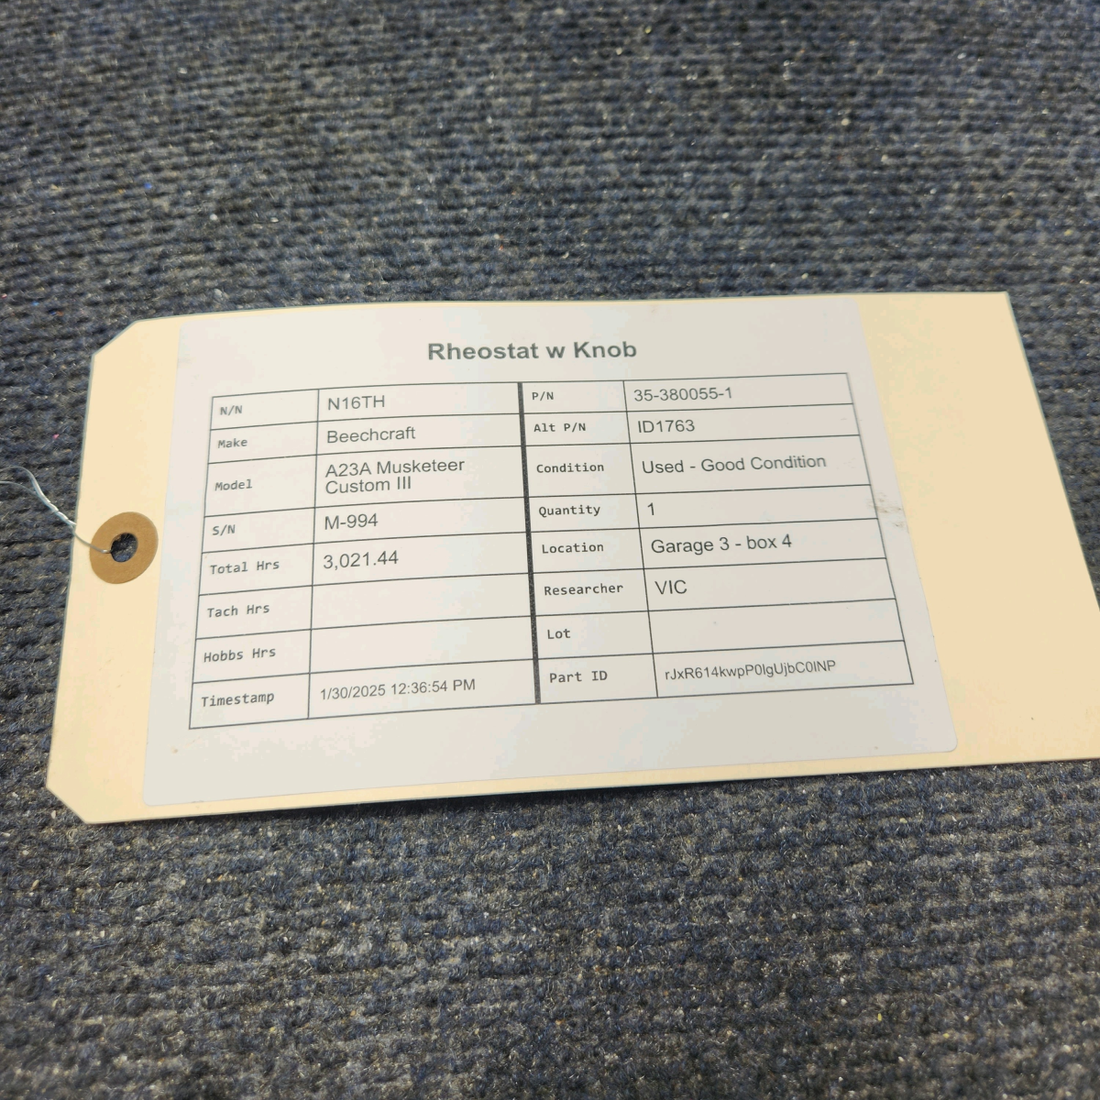 Rheostat w Knob
N/N N16TH P/N 35-380055-1
Make Beechcraft Alt P/N ID1763
Model A23A Musketeer Custom III Condition Used - Good Condition
S/N M-994 Quantity 1
Total Hrs 3,021.44 Location Garage 3 - box 4
Tach Hrs Researcher VIC
Hobbs Hrs Lot
Timestamp 1/30/2025 12:36:54 PM Part ID